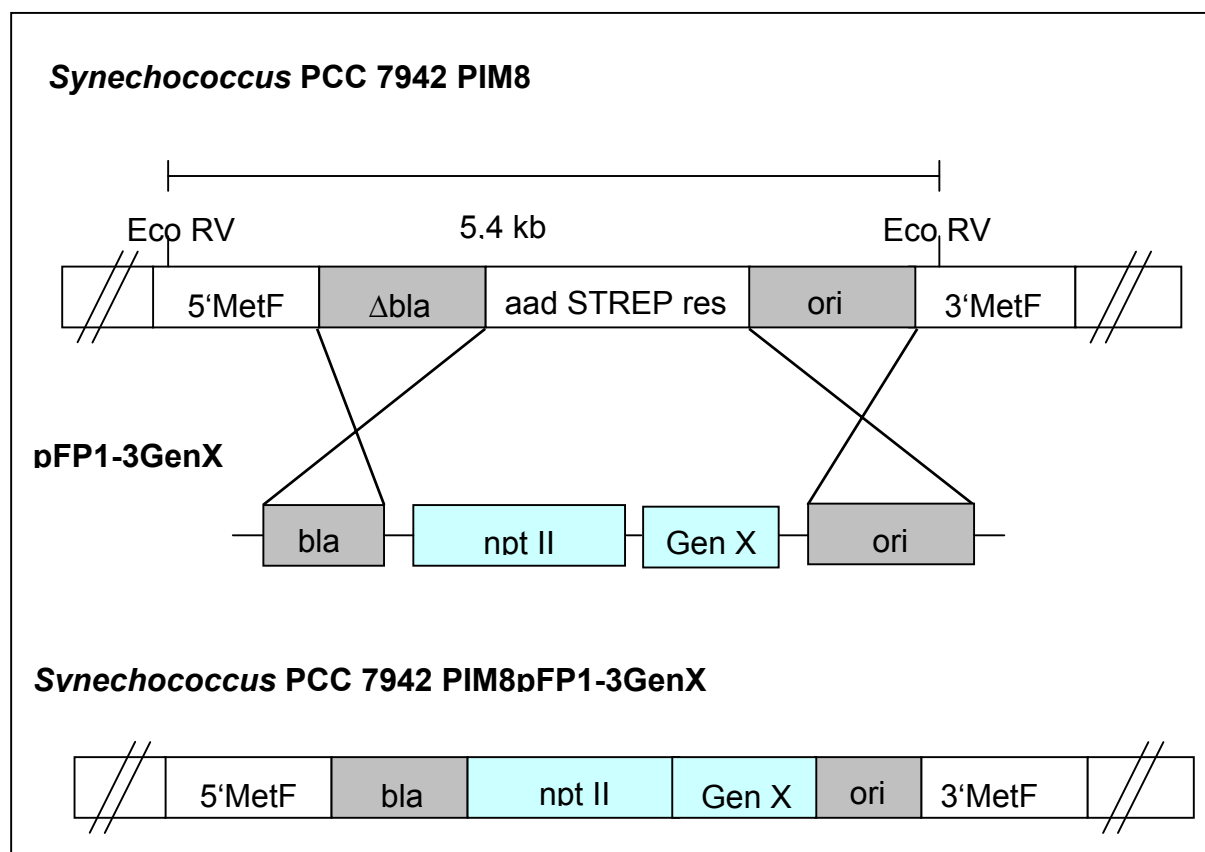 Synechococcus PCC 7942 PIM8
Eco RV
5.4 kb
Eco RV
5‘MetF
Δbla
aad STREP res
ori
3‘MetF
pFP1-3GenX
bla
npt II
Gen X
ori
Synechococcus PCC 7942 PIM8pFP1-3GenX
5‘MetF
bla
npt II
Gen X
ori
3‘MetF